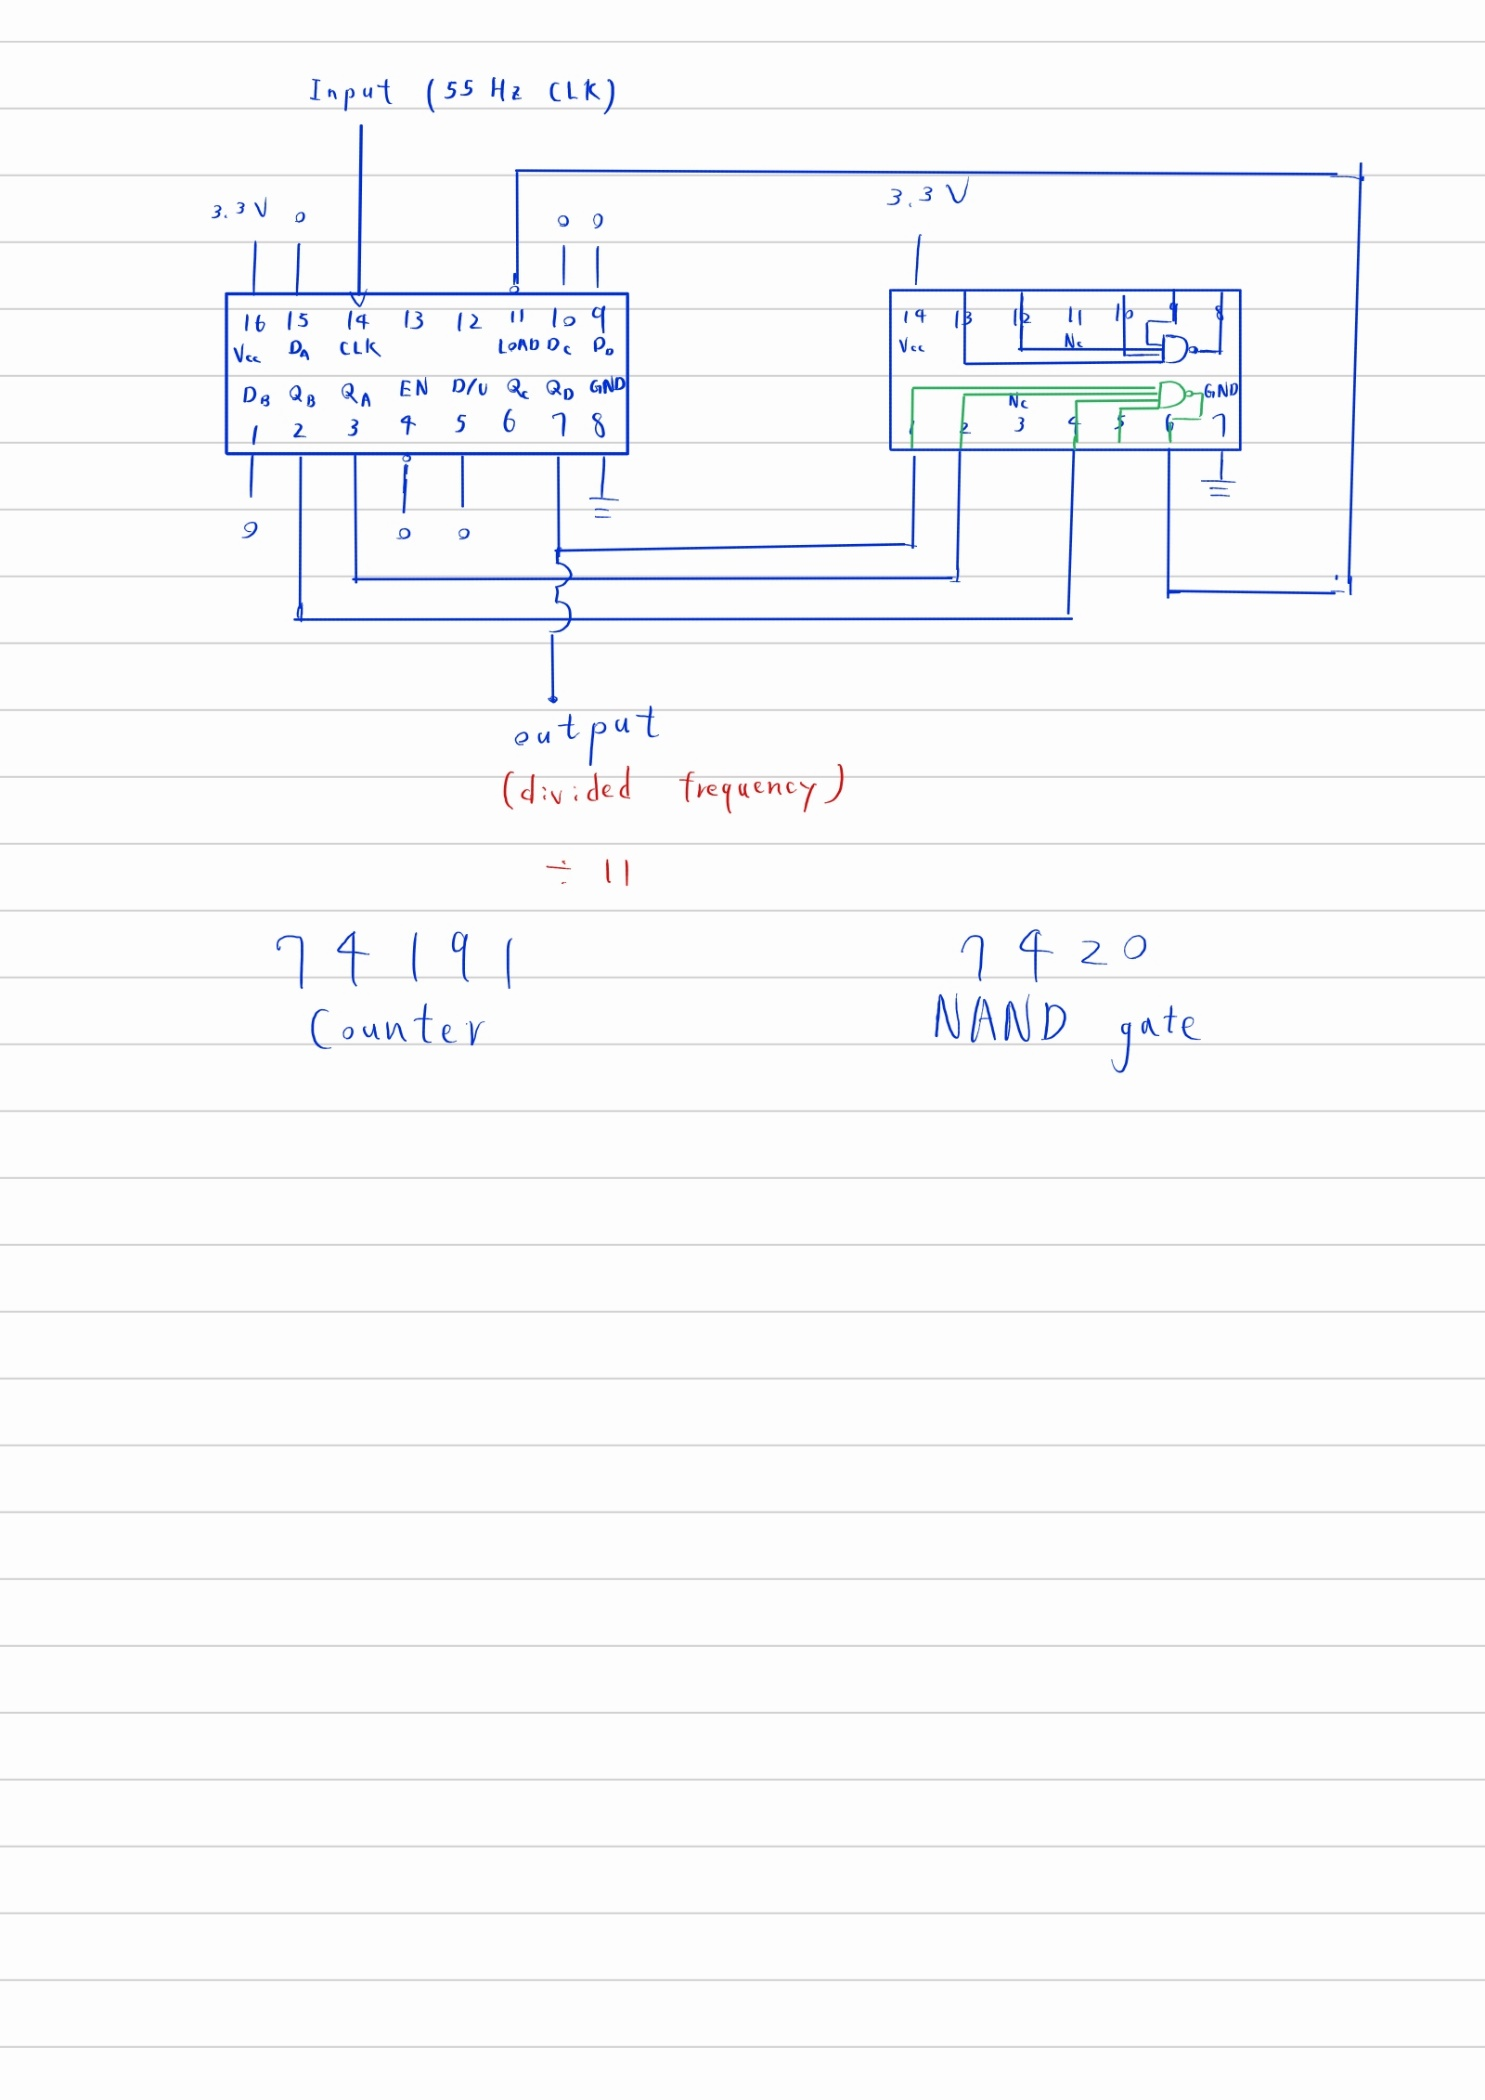 Input (55 Hz CLK)
3.3V 0 0 0 3.3V
16 15 14 13 12 11 10 9
Vcc DA CLK LOAD DC DD
DB QB QA EN D/U QC QD GND
1 2 3 4 5 6 7 8
14 13 12 11 10 9 8
Vcc Nc
Nc GND
1 2 3 4 5 6 7
0 0 0
output
(divided frequency)
÷ 11
74191 7420
Counter NAND gate